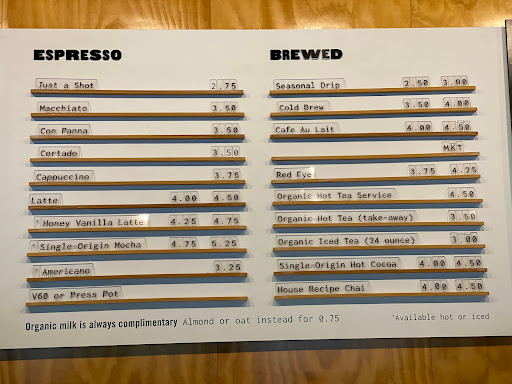 ESPRESSO
Just a Shot 2.75
Macchiato 3.50
Con Panna 3.50
Cortado 3.50
Cappuccino 3.75
Latte 4.00 4.50
*Honey Vanilla Latte 4.25 4.75
*Single-Origin Mocha 4.75 5.25
*Americano 3.25
V60 or Press Pot
BREWED
Seasonal Drip 2.50 3.00
Cold Brew 3.50 4.00
Cafe Au Lait 4.00 4.50
MKT
Red Eye 3.75 4.25
Organic Hot Tea Service 4.50
Organic Hot Tea (take-away) 3.50
Organic Iced Tea (24 ounce) 3.00
Single-Origin Hot Cocoa 4.00 4.50
House Recipe Chai 4.00 4.50
Organic milk is always complimentary Almond or oat instead for 0.75
*Available hot or iced